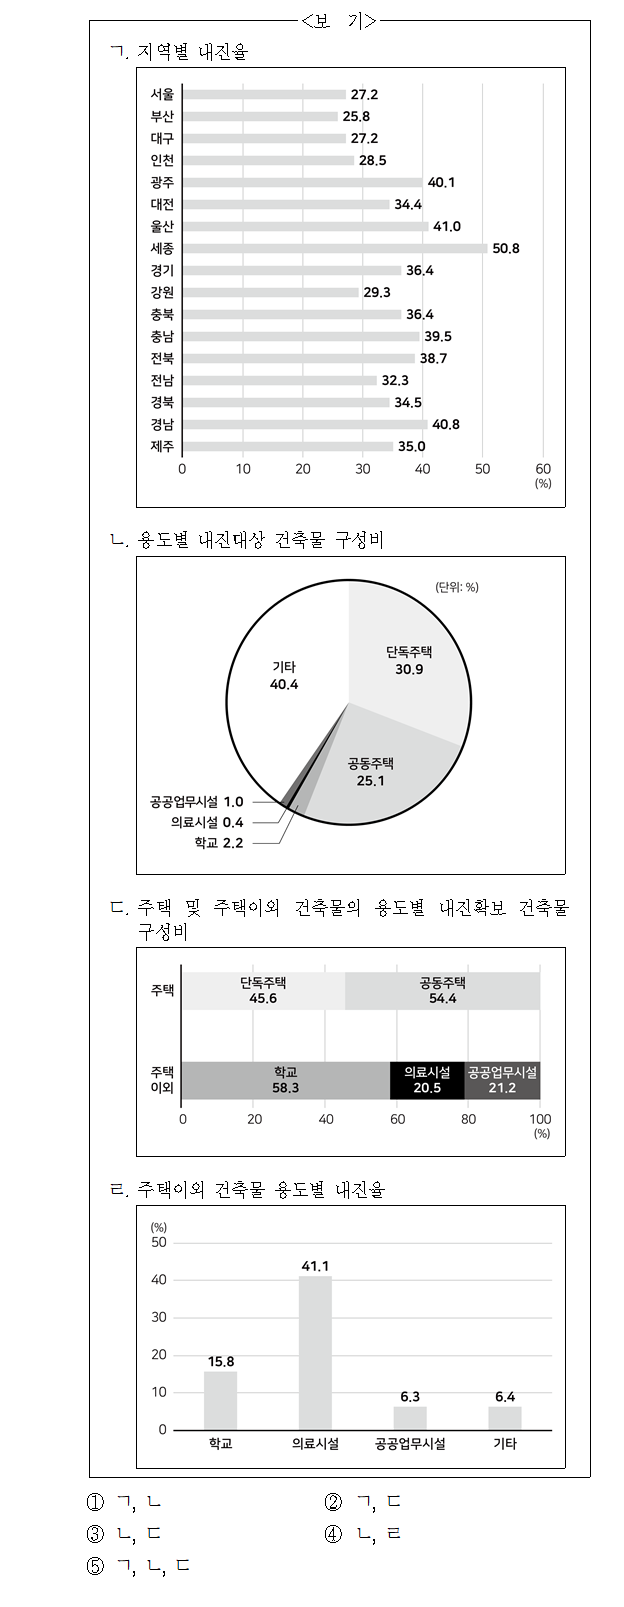 <보 기>
ㄱ. 지역별 내진율
서울 27.2
부산 25.8
대구 27.2
인천 28.5
광주 40.1
대전 34.4
울산 41.0
세종 50.8
경기 36.4
강원 29.3
충북 36.4
충남 39.5
전북 38.7
전남 32.3
경북 34.5
경남 40.8
제주 35.0
0 10 20 30 40 50 60
(%)
ㄴ. 용도별 내진대상 건축물 구성비
(단위: %)
단독주택
30.9
기타
40.4
공동주택
25.1
공공업무시설 1.0
의료시설 0.4
학교 2.2
ㄷ. 주택 및 주택이외 건축물의 용도별 내진확보 건축물
구성비
주택
단독주택
45.6
공동주택
54.4
주택
이외
학교
58.3
의료시설
20.5
공공업무시설
21.2
0 20 40 60 80 100
(%)
ㄹ. 주택이외 건축물 용도별 내진율
(%)
50
40
30
20
10
0
15.8
41.1
6.3
6.4
학교 의료시설 공공업무시설 기타
① ㄱ, ㄴ ② ㄱ, ㄷ
③ ㄴ, ㄷ ④ ㄴ, ㄹ
⑤ ㄱ, ㄴ, ㄷ